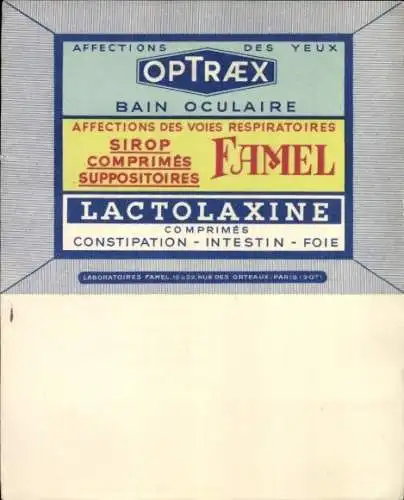 AFFECTIONS DES YEUX
OPTRÆX
BAIN OCULAIRE
AFFECTIONS DES VOIES RESPIRATOIRES
SIROP
COMPRIMÉS
SUPPOSITOIRES
FAMEL
LACTOLAXINE
COMPRIMÉS
CONSTIPATION - INTESTIN - FOIE
LABORATOIRES FAMEL, RUE DES ORTEAUX, PARIS